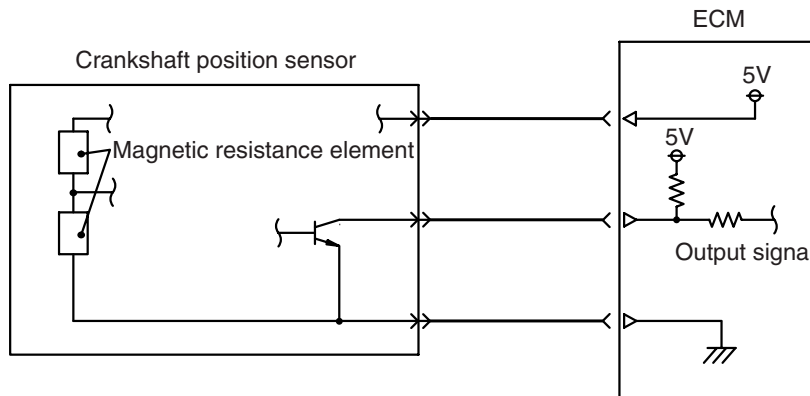 ECM
Crankshaft position sensor
5V
Magnetic resistance element
5V
Output signa